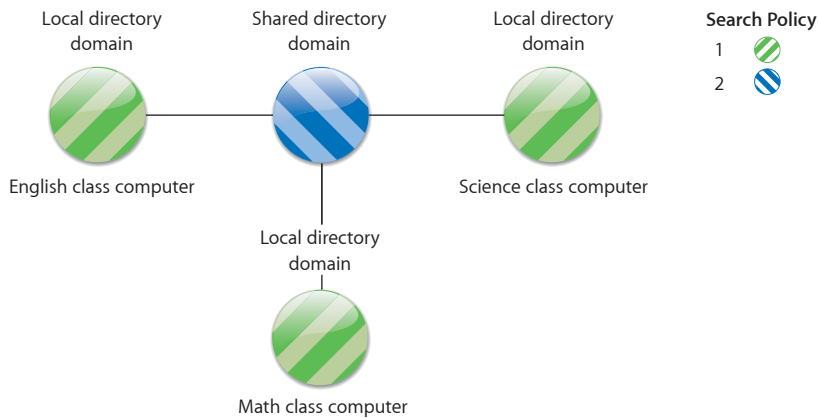 Local directory
domain
English class computer
Shared directory
domain
Local directory
domain
Science class computer
Local directory
domain
Math class computer
Search Policy
1
2